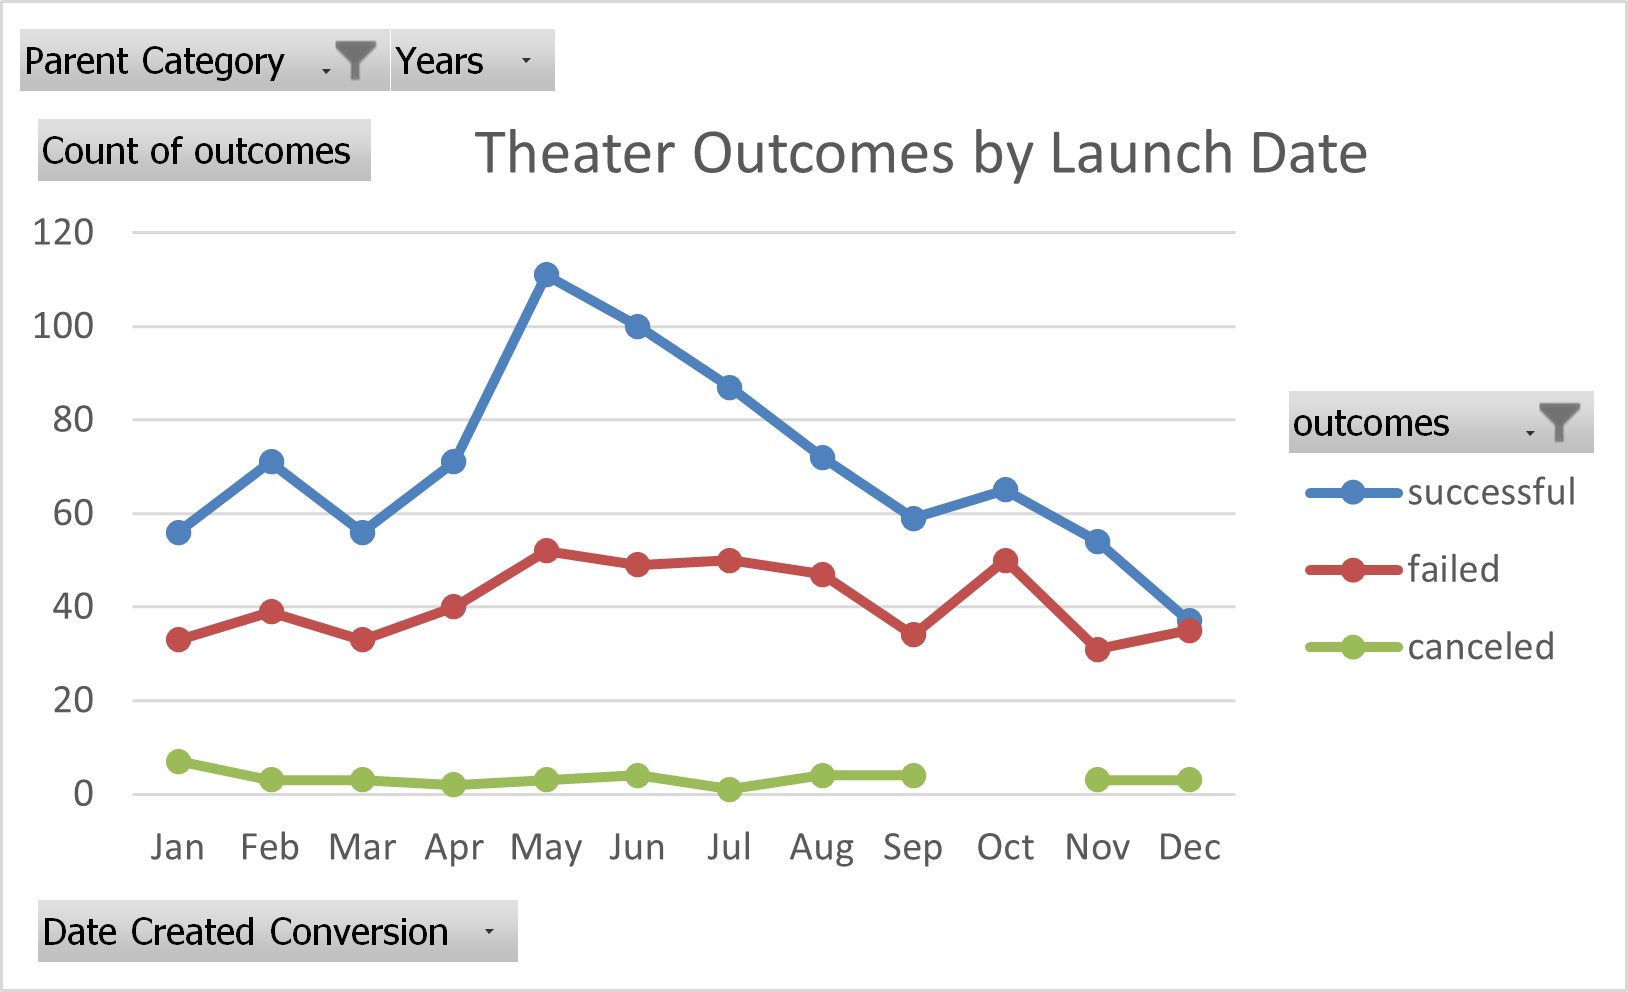 Parent Category Years
Count of outcomes
Theater Outcomes by Launch Date
120
100
80
60
40
20
0
Jan Feb Mar Apr May Jun Jul Aug Sep Oct Nov Dec
outcomes
successful
failed
canceled
Date Created Conversion